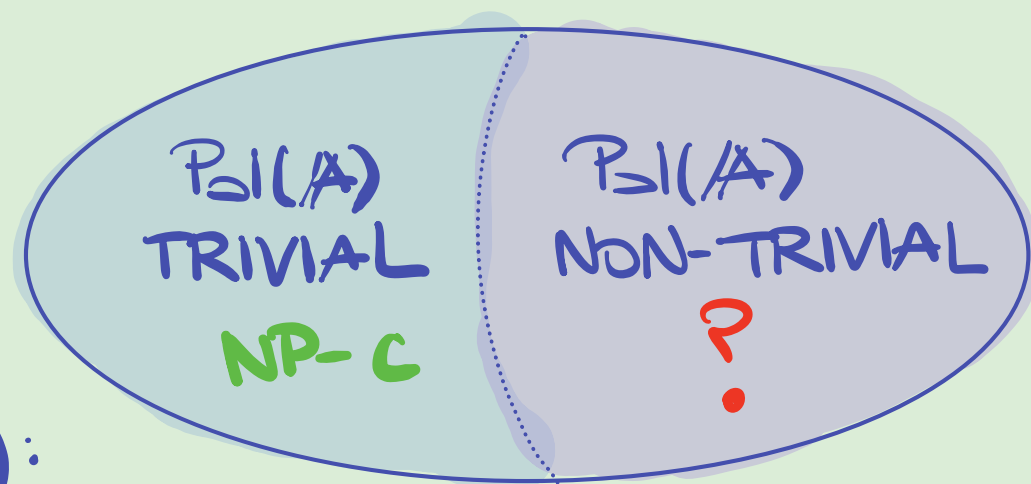 Pol(𝔸)
TRIVIAL
NP-C
Pol(𝔸)
NON-TRIVIAL
?